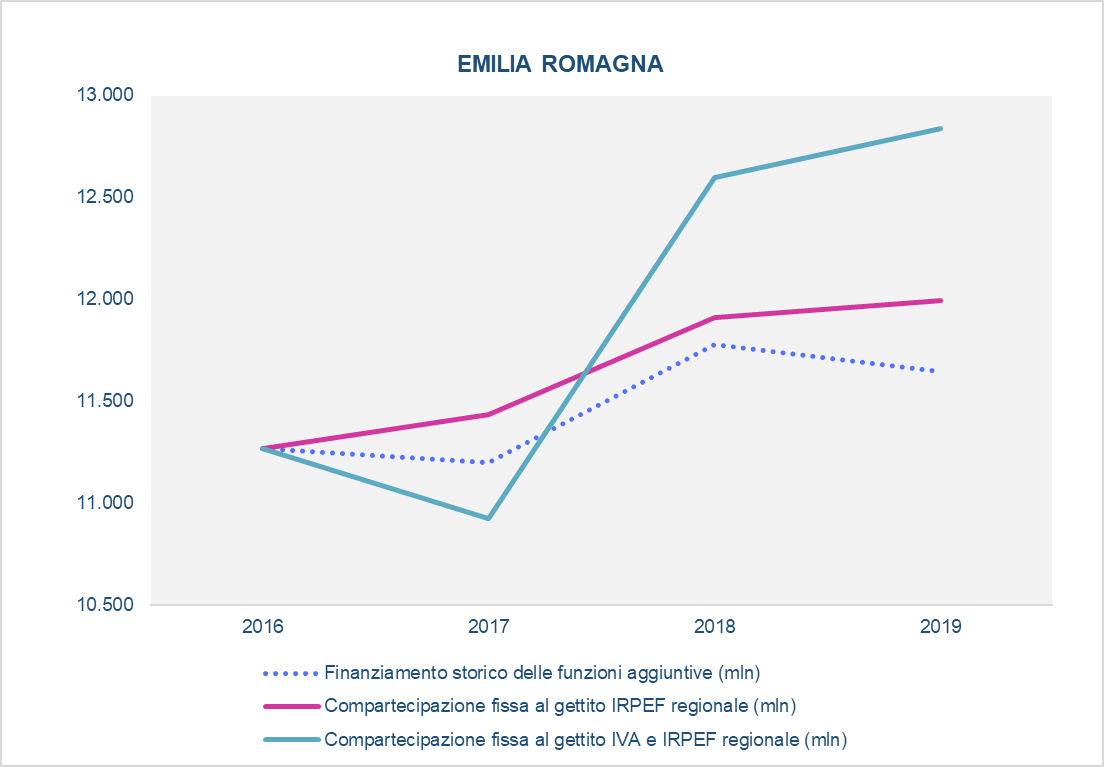 EMILIA ROMAGNA
13.000
12.500
12.000
11.500
11.000
10.500
2016 2017 2018 2019
Finanziamento storico delle funzioni aggiuntive (mln)
Compartecipazione fissa al gettito IRPEF regionale (mln)
Compartecipazione fissa al gettito IVA e IRPEF regionale (mln)